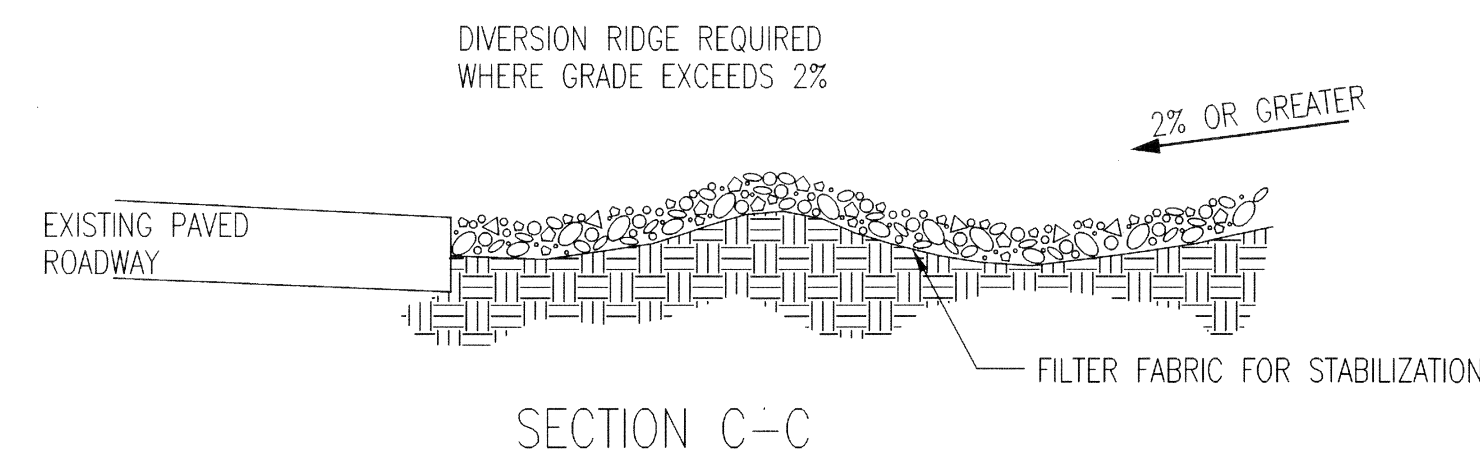 DIVERSION RIDGE REQUIRED
WHERE GRADE EXCEEDS 2%
2% OR GREATER
EXISTING PAVED
ROADWAY
FILTER FABRIC FOR STABILIZATION
SECTION C-C